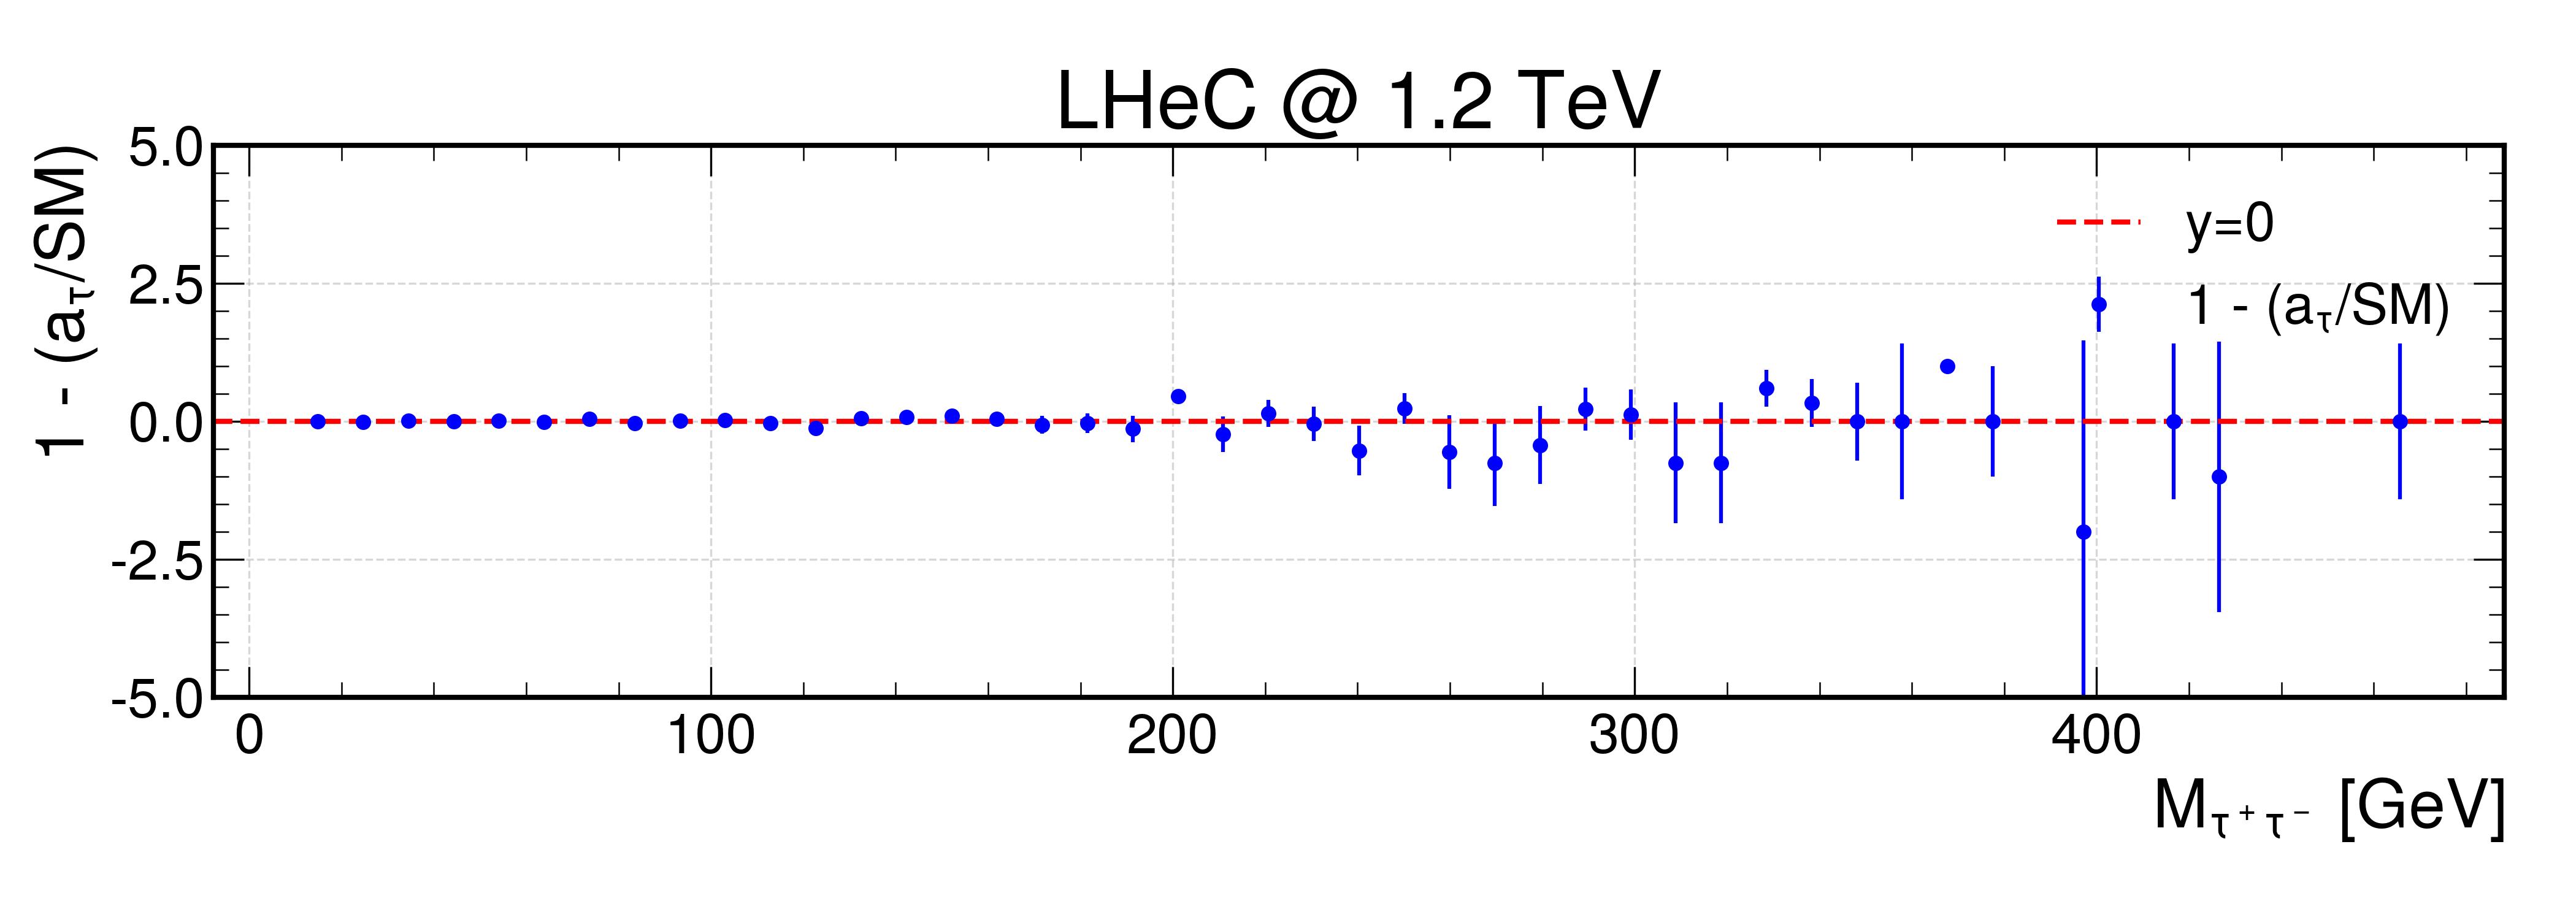 LHeC @ 1.2 TeV
1 - (aτ/SM)
5.0
2.5
0.0
-2.5
-5.0
y=0
1 - (aτ/SM)
0 100 200 300 400
Mτ+τ− [GeV]